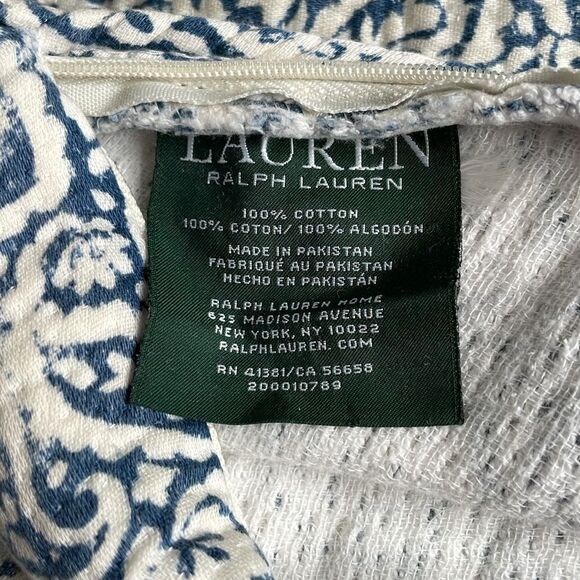 LAUREN
RALPH LAUREN
100% COTTON
100% COTON/ 100% ALGODÓN
MADE IN PAKISTAN
FABRIQUÉ AU PAKISTAN
HECHO EN PAKISTÁN
RALPH LAUREN HOME
625 MADISON AVENUE
NEW YORK, NY 10022
RALPHLAUREN. COM
RN 41381/CA 56658
200010789